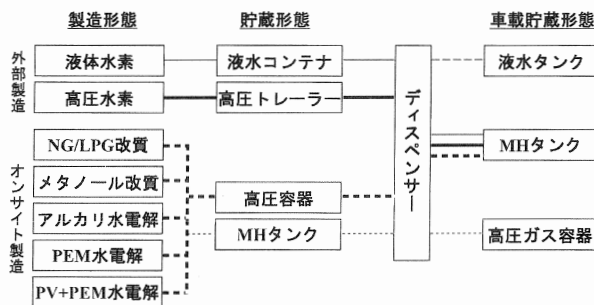 製造形態
貯蔵形態
車載貯蔵形態
外部製造
液体水素
液水コンテナ
液水タンク
高圧水素
高圧トレーラー
ディスペンサー
オンサイト製造
NG/LPG改質
メタノール改質
アルカリ水電解
PEM水電解
PV+PEM水電解
高圧容器
MHタンク
MHタンク
高圧ガス容器